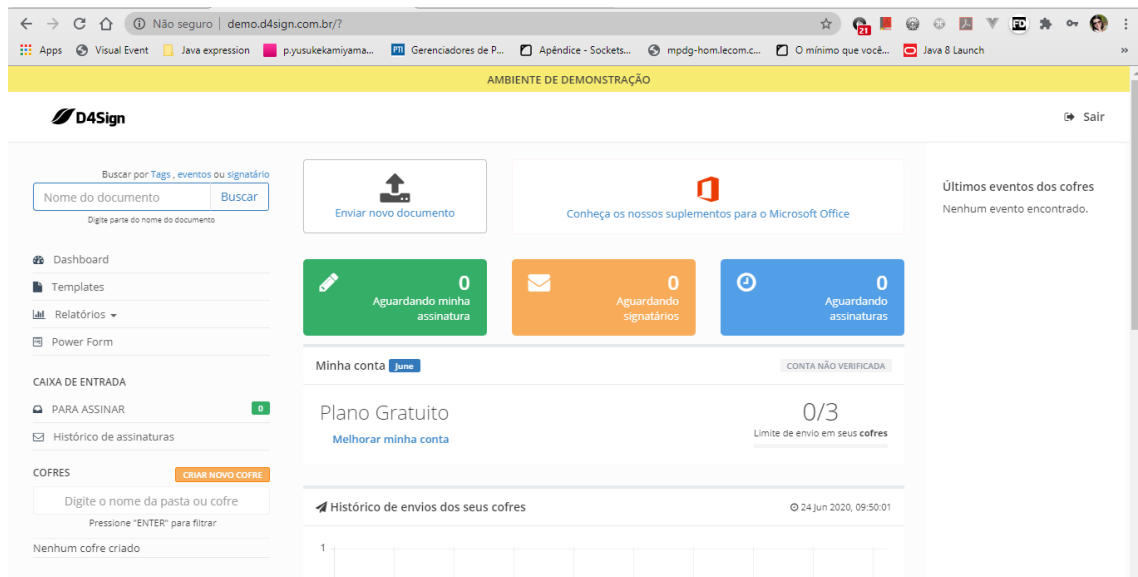 Não seguro | demo.d4sign.com.br/?
21
FD
Apps Visual Event Java expression p.yusukekamiyama... PTI Gerenciadores de P... Apêndice - Sockets... mpdg-hom.lecom.c... O mínimo que você... Java 8 Launch »
AMBIENTE DE DEMONSTRAÇÃO
D4Sign
Sair
Buscar por Tags , eventos ou signatário
Nome do documento Buscar
Digite parte do nome do documento
Dashboard
Templates
Relatórios
Power Form
CAIXA DE ENTRADA
PARA ASSINAR 0
Histórico de assinaturas
COFRES CRIAR NOVO COFRE
Digite o nome da pasta ou cofre
Pressione "ENTER" para filtrar
Nenhum cofre criado
Enviar novo documento
Conheça os nossos suplementos para o Microsoft Office
0
Aguardando minha
assinatura
0
Aguardando
signatários
0
Aguardando
assinaturas
Minha conta June CONTA NÃO VERIFICADA
Plano Gratuito
Melhorar minha conta
0/3
Limite de envio em seus cofres
Histórico de envios dos seus cofres 24 Jun 2020, 09:50:01
1
Últimos eventos dos cofres
Nenhum evento encontrado.